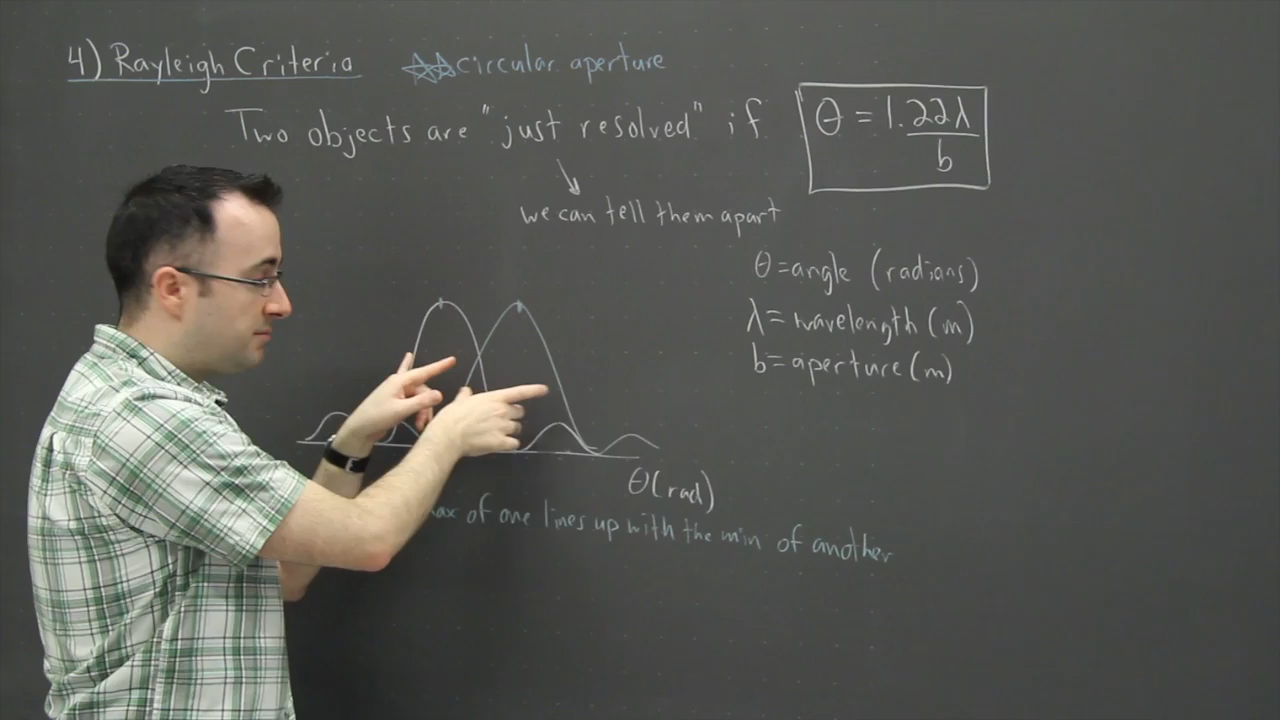 4) Rayleigh Criteria circular aperture
Two objects are "just resolved" if θ = 1.22λ
b
we can tell them apart
θ = angle (radians)
λ = wavelength (m)
b = aperture (m)
θ(rad)
of one lines up with the min of another